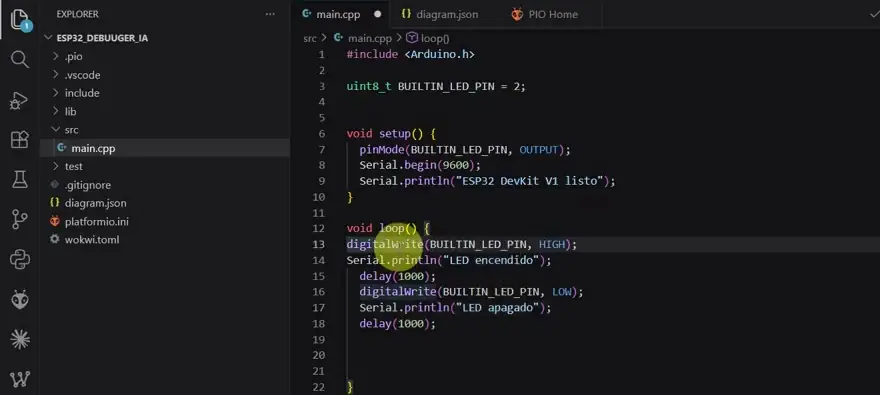 EXPLORER
ESP32_DEBUUGER_IA
.pio
.vscode
include
lib
src
main.cpp
test
.gitignore
diagram.json
platformio.ini
wokwi.toml
main.cpp
diagram.json
PIO Home
src > main.cpp > loop()
1 #include <Arduino.h>
2
3 uint8_t BUILTIN_LED_PIN = 2;
4
5
6 void setup() {
7 pinMode(BUILTIN_LED_PIN, OUTPUT);
8 Serial.begin(9600);
9 Serial.println("ESP32 DevKit V1 listo");
10 }
11
12 void loop() {
13 digitalWrite(BUILTIN_LED_PIN, HIGH);
14 Serial.println("LED encendido");
15 delay(1000);
16 digitalWrite(BUILTIN_LED_PIN, LOW);
17 Serial.println("LED apagado");
18 delay(1000);
19
20
21
22 }